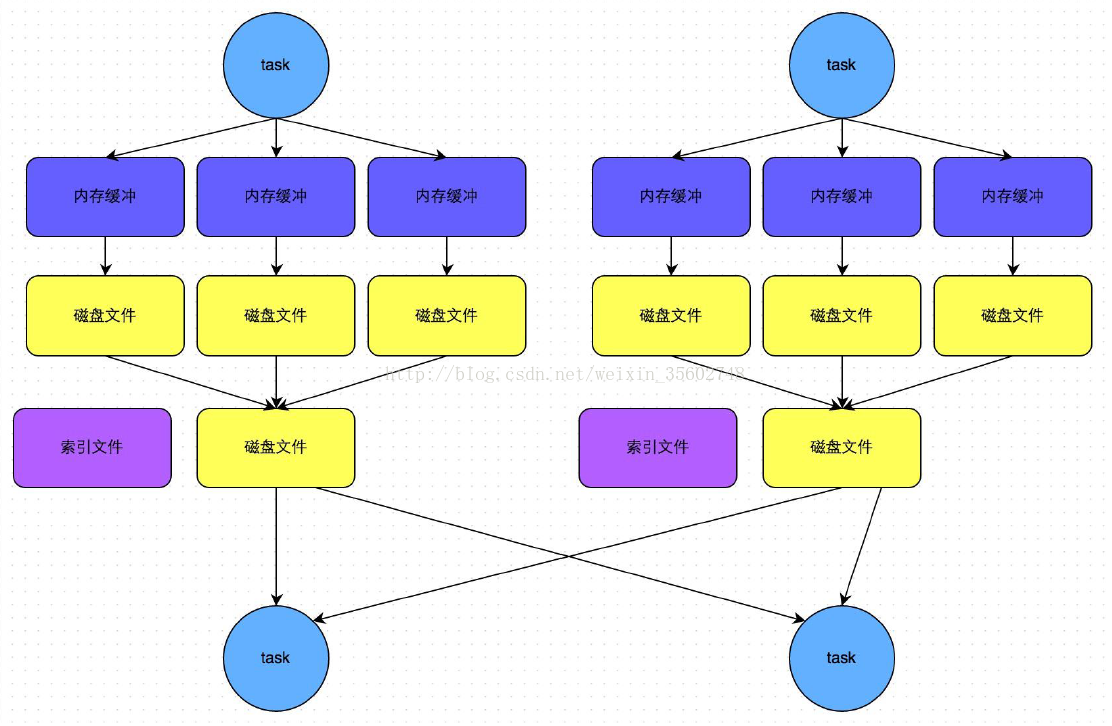 task task
内存缓冲 内存缓冲 内存缓冲 内存缓冲 内存缓冲 内存缓冲
磁盘文件 磁盘文件 磁盘文件 磁盘文件 磁盘文件 磁盘文件
http://blog.csdn.net/weixin_35602748
索引文件 磁盘文件 索引文件 磁盘文件
task task